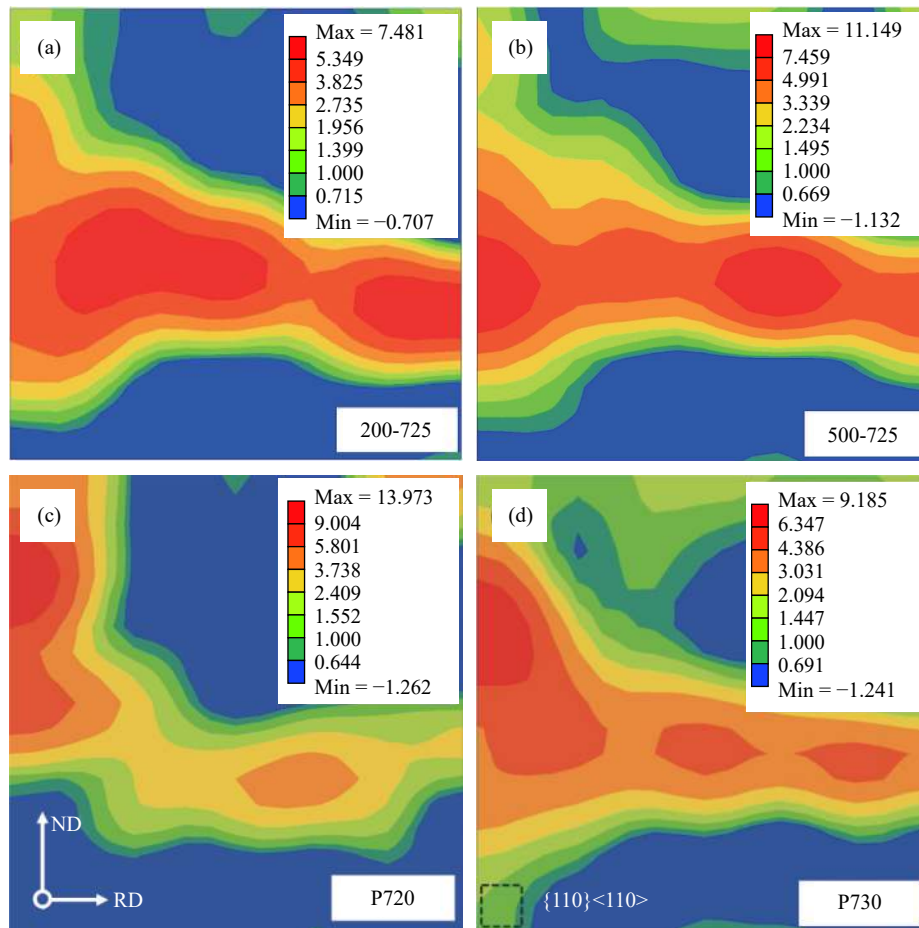 (a)
Max = 7.481
5.349
3.825
2.735
1.956
1.399
1.000
0.715
Min = −0.707
200-725
(b)
Max = 11.149
7.459
4.991
3.339
2.234
1.495
1.000
0.669
Min = −1.132
500-725
(c)
Max = 13.973
9.004
5.801
3.738
2.409
1.552
1.000
0.644
Min = −1.262
ND
RD
P720
(d)
Max = 9.185
6.347
4.386
3.031
2.094
1.447
1.000
0.691
Min = −1.241
{110}<110>
P730